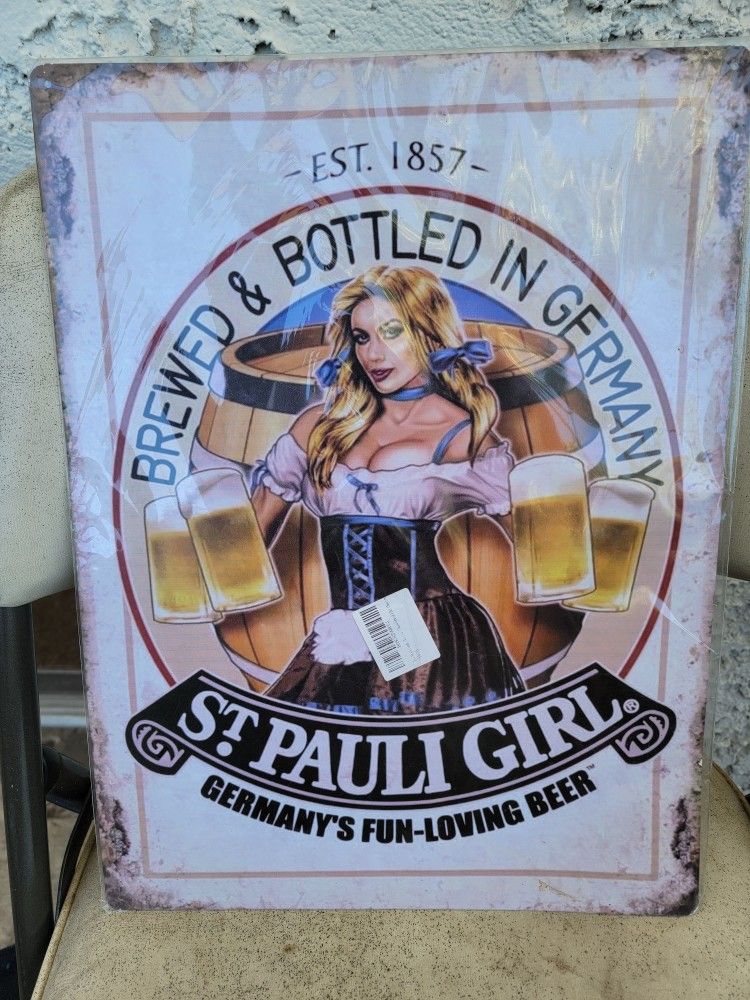 - EST. 1857 -
BREWED & BOTTLED IN GERMANY
ST. PAULI GIRL®
GERMANY'S FUN-LOVING BEER™